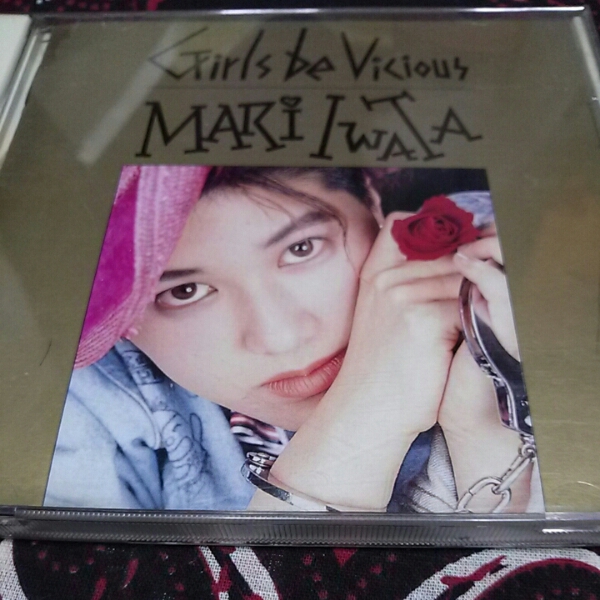 Girls be Vicious
MARi IwaTA